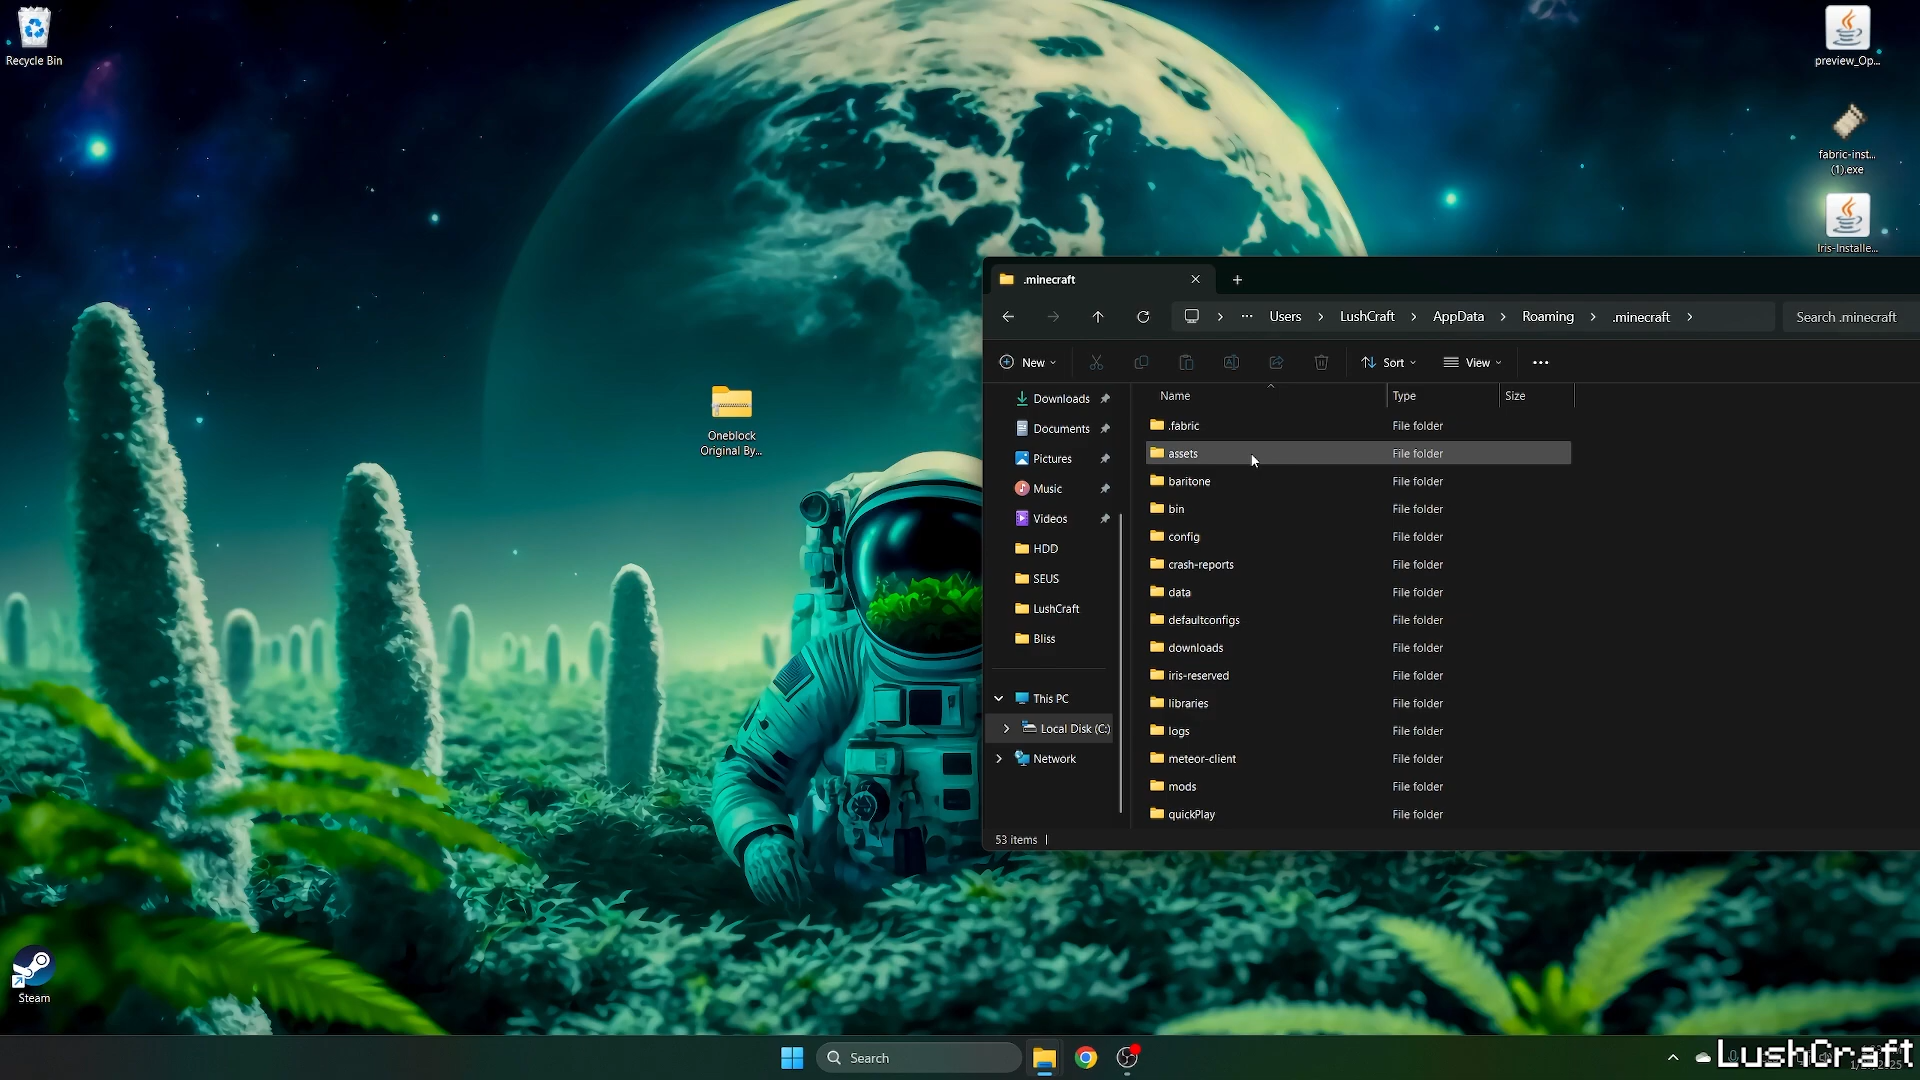 Recycle Bin
preview_Op...
fabric-inst...
(1).exe
Iris-Installe...
Oneblock
Original By...
Steam
.minecraft
Users
LushCraft
AppData
Roaming
.minecraft
Search .minecraft
New
Sort
View
Downloads
Documents
Pictures
Music
Videos
HDD
SEUS
LushCraft
Bliss
This PC
Local Disk (C:)
Network
Name Type Size
.fabric File folder
assets File folder
baritone File folder
bin File folder
config File folder
crash-reports File folder
data File folder
defaultconfigs File folder
downloads File folder
iris-reserved File folder
libraries File folder
logs File folder
meteor-client File folder
mods File folder
quickPlay File folder
53 items
Search
LushCraft